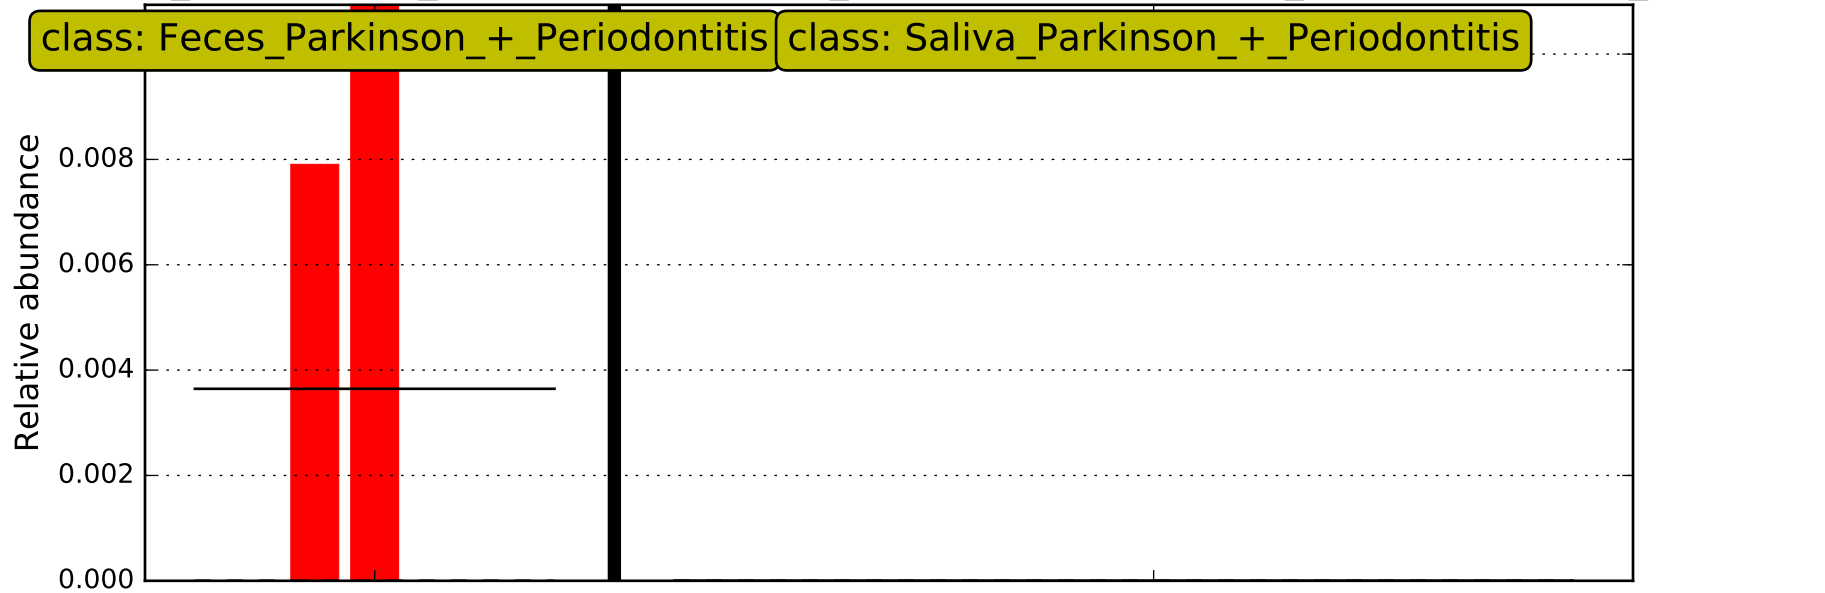 class: Feces_Parkinson_+_Periodontitis
class: Saliva_Parkinson_+_Periodontitis
Relative abundance
0.008
0.006
0.004
0.002
0.000